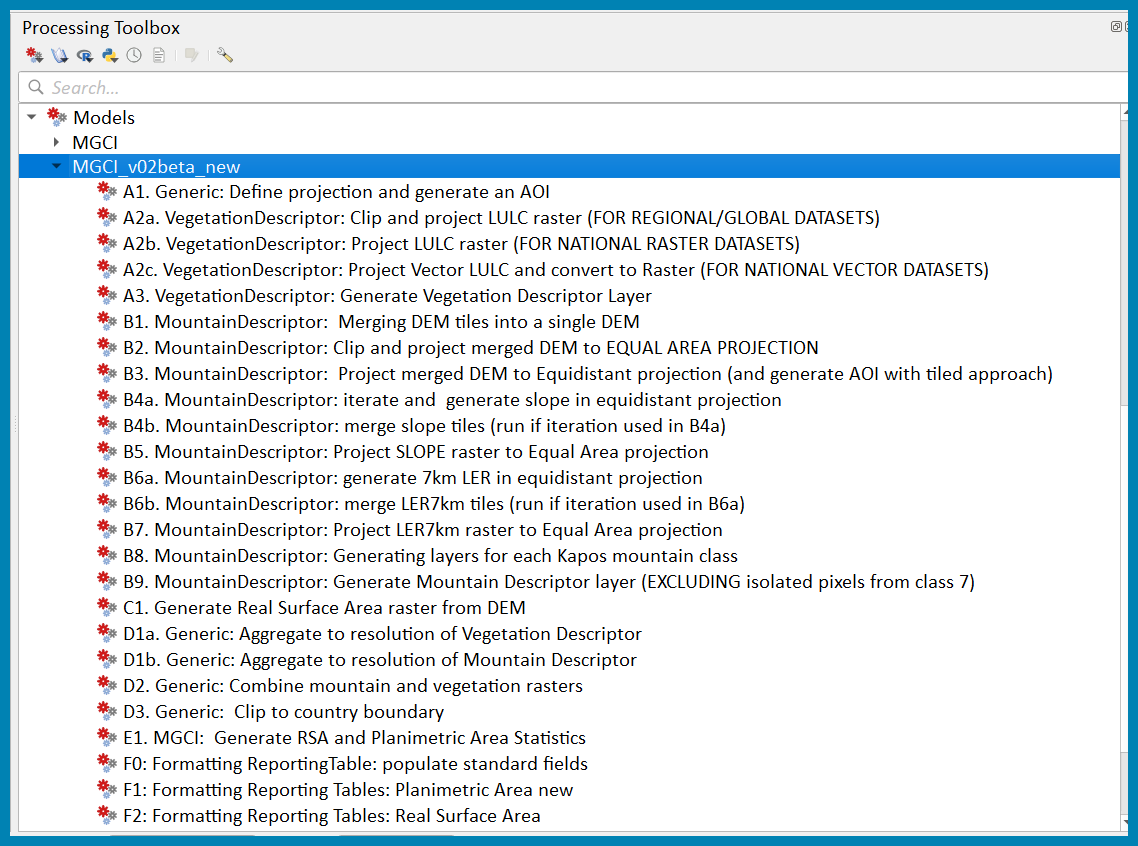 Processing Toolbox
Search...
Models
MGCI
MGCI_v02beta_new
A1. Generic: Define projection and generate an AOI
A2a. VegetationDescriptor: Clip and project LULC raster (FOR REGIONAL/GLOBAL DATASETS)
A2b. VegetationDescriptor: Project LULC raster (FOR NATIONAL RASTER DATASETS)
A2c. VegetationDescriptor: Project Vector LULC and convert to Raster (FOR NATIONAL VECTOR DATASETS)
A3. VegetationDescriptor: Generate Vegetation Descriptor Layer
B1. MountainDescriptor:  Merging DEM tiles into a single DEM
B2. MountainDescriptor: Clip and project merged DEM to EQUAL AREA PROJECTION
B3. MountainDescriptor:  Project merged DEM to Equidistant projection (and generate AOI with tiled approach)
B4a. MountainDescriptor: iterate and  generate slope in equidistant projection
B4b. MountainDescriptor: merge slope tiles (run if iteration used in B4a)
B5. MountainDescriptor: Project SLOPE raster to Equal Area projection
B6a. MountainDescriptor: generate 7km LER in equidistant projection
B6b. MountainDescriptor: merge LER7km tiles (run if iteration used in B6a)
B7. MountainDescriptor: Project LER7km raster to Equal Area projection
B8. MountainDescriptor: Generating layers for each Kapos mountain class
B9. MountainDescriptor: Generate Mountain Descriptor layer (EXCLUDING isolated pixels from class 7)
C1. Generate Real Surface Area raster from DEM
D1a. Generic: Aggregate to resolution of Vegetation Descriptor
D1b. Generic: Aggregate to resolution of Mountain Descriptor
D2. Generic: Combine mountain and vegetation rasters
D3. Generic:  Clip to country boundary
E1. MGCI:  Generate RSA and Planimetric Area Statistics
F0: Formatting ReportingTable: populate standard fields
F1: Formatting Reporting Tables: Planimetric Area new
F2: Formatting Reporting Tables: Real Surface Area